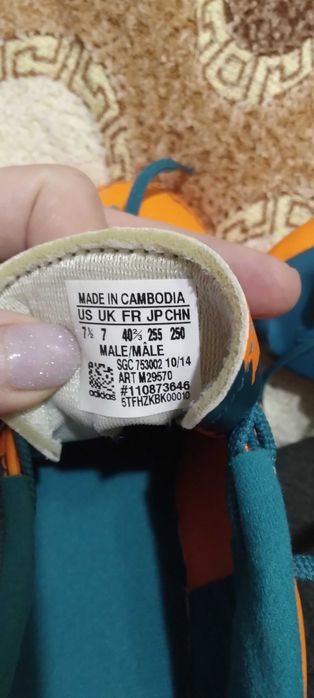 MADE IN CAMBODIA
US UK FR JP CHN
7½ 7 40⅔ 255 250
MALE/MÂLE
SGC 753002 10/14
ART M29570
#110873646
adidas 5TFHZKBK00010